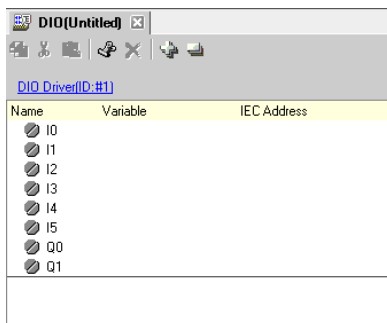 DIO(Untitled)
DIO Driver(ID:#1)
Name Variable IEC Address
I0
I1
I2
I3
I4
I5
Q0
Q1